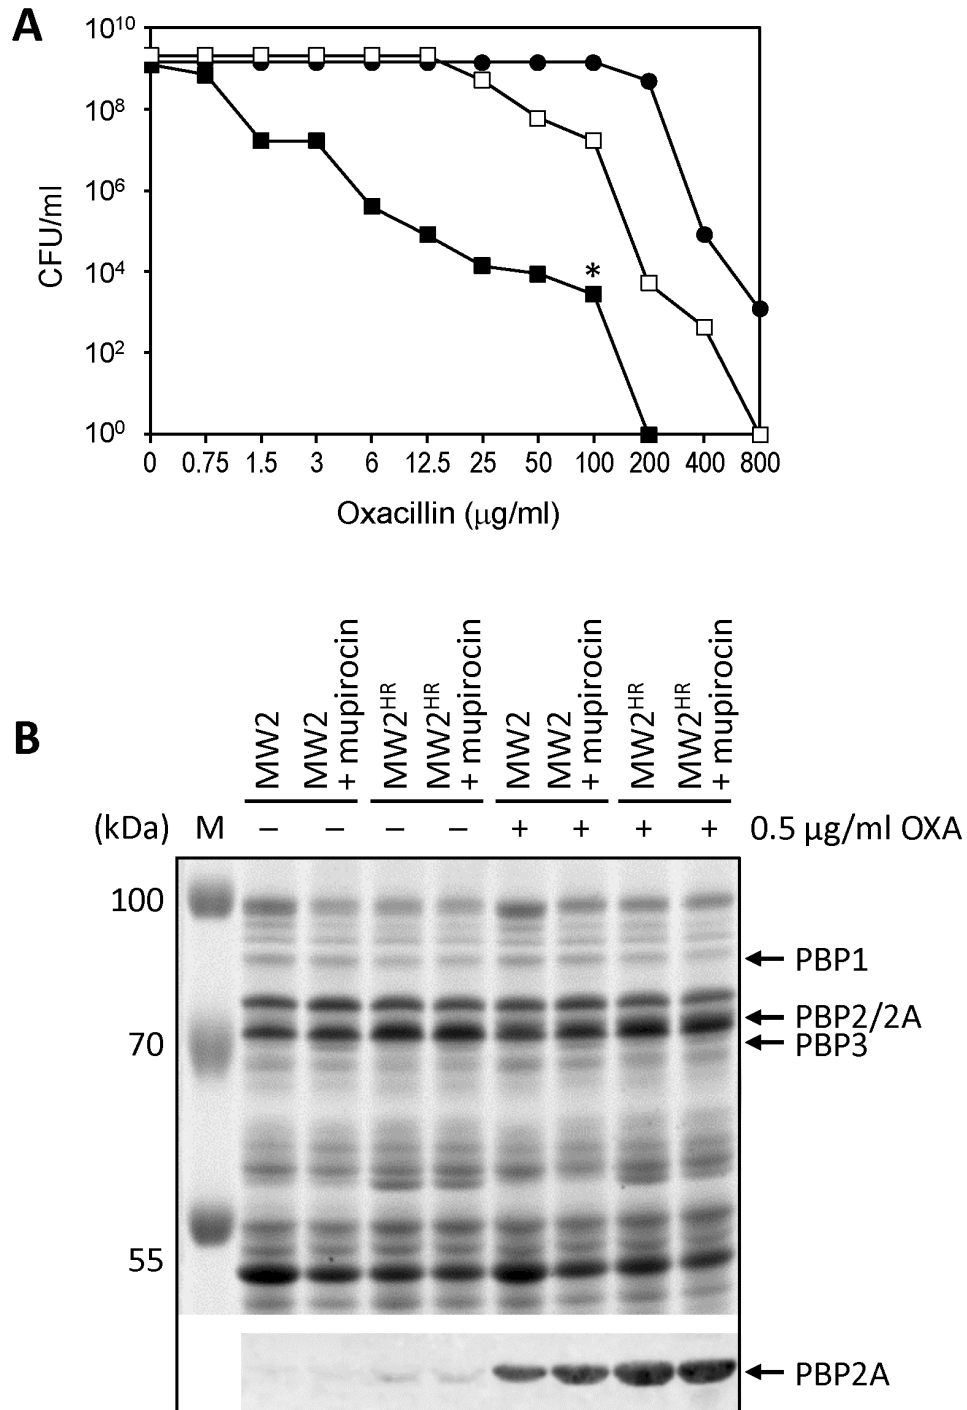 A
10^10
10^8
10^6
10^4
10^2
10^0
CFU/ml
*
0 0.75 1.5 3 6 12.5 25 50 100 200 400 800
Oxacillin (μg/ml)
B
MW2
MW2
+ mupirocin
MW2^HR
MW2^HR
+ mupirocin
MW2
MW2
+ mupirocin
MW2^HR
MW2^HR
+ mupirocin
(kDa) M – – – – + + + + 0.5 μg/ml OXA
100
PBP1
PBP2/2A
70
PBP3
55
PBP2A